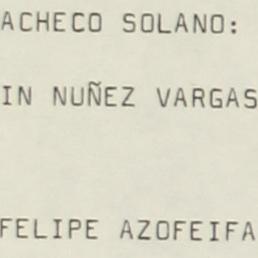 ACHECO SOLANO:
IN NUÑEZ VARGAS
FELIPE AZOFEIFA